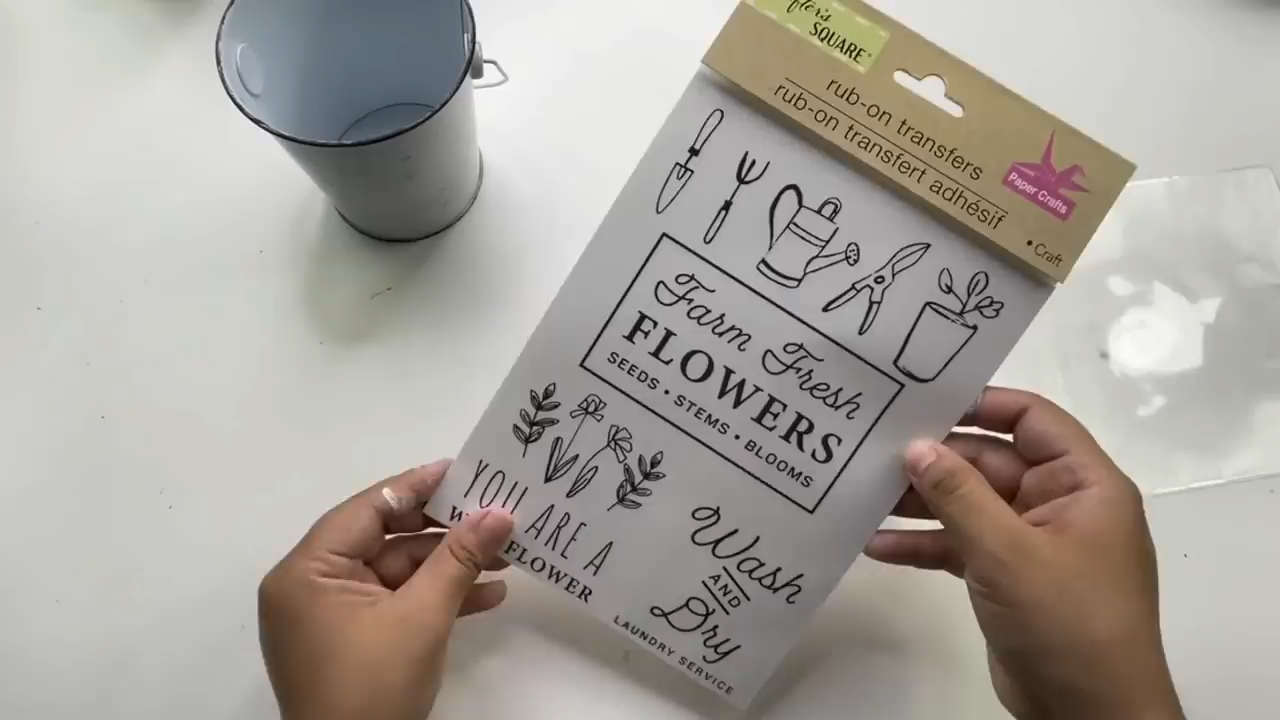 SQUARE
rub-on transfers
rub-on transfert adhésif
Paper Crafts
• Craft
Farm Fresh
FLOWERS
SEEDS • STEMS • BLOOMS
YOU ARE A
FLOWER
Wash
AND
Dry
LAUNDRY SERVICE